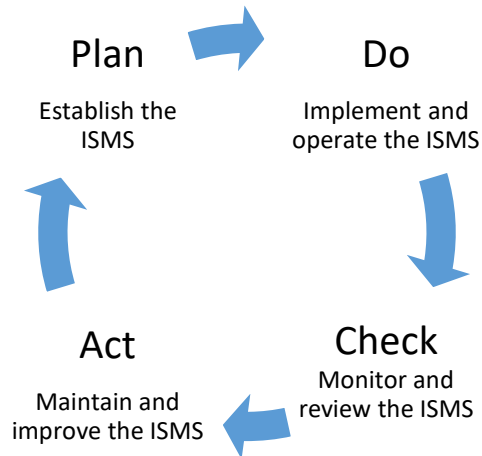 Plan
Establish the
ISMS
Do
Implement and
operate the ISMS
Check
Monitor and
review the ISMS
Act
Maintain and
improve the ISMS